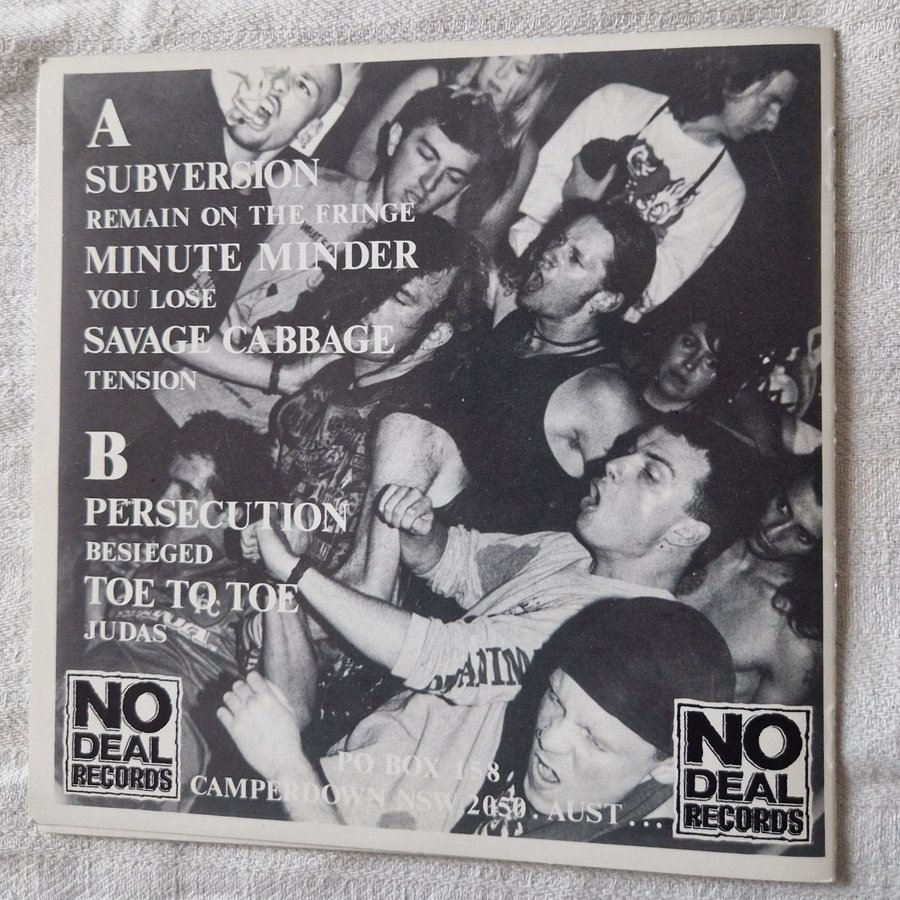 A
SUBVERSION
REMAIN ON THE FRINGE
MINUTE MINDER
YOU LOSE
SAVAGE CABBAGE
TENSION
B
PERSECUTION
BESIEGED
TOE TO TOE
JUDAS
NO
DEAL
RECORDS
PO BOX 158,
CAMPERDOWN NSW 2050. AUST...
NO
DEAL
RECORDS